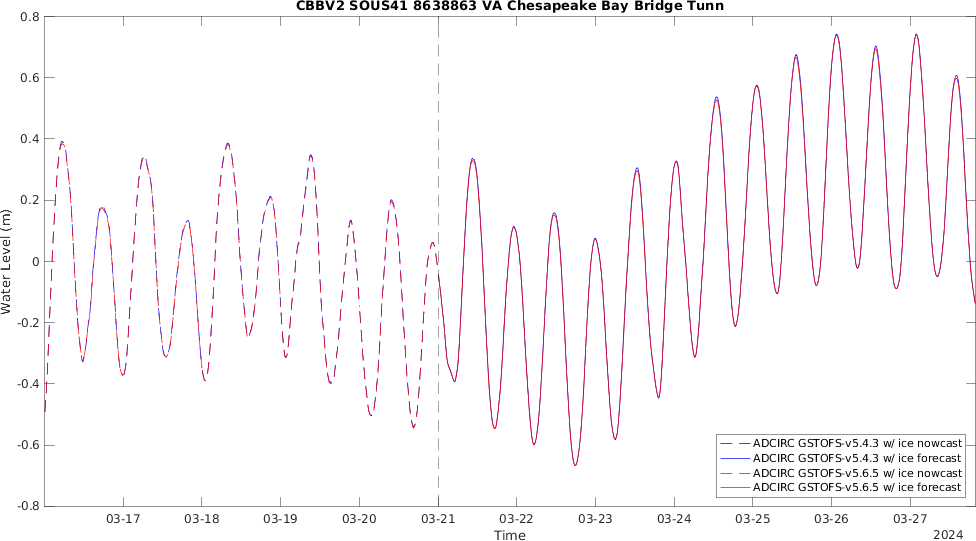 CBBV2 SOUS41 8638863 VA Chesapeake Bay Bridge Tunn
0.8
0.6
0.4
0.2
0
-0.2
-0.4
-0.6
-0.8
Water Level (m)
03-17 03-18 03-19 03-20 03-21 03-22 03-23 03-24 03-25 03-26 03-27
Time
2024
ADCIRC GSTOFS-v5.4.3 w/ ice nowcast
ADCIRC GSTOFS-v5.4.3 w/ ice forecast
ADCIRC GSTOFS-v5.6.5 w/ ice nowcast
ADCIRC GSTOFS-v5.6.5 w/ ice forecast